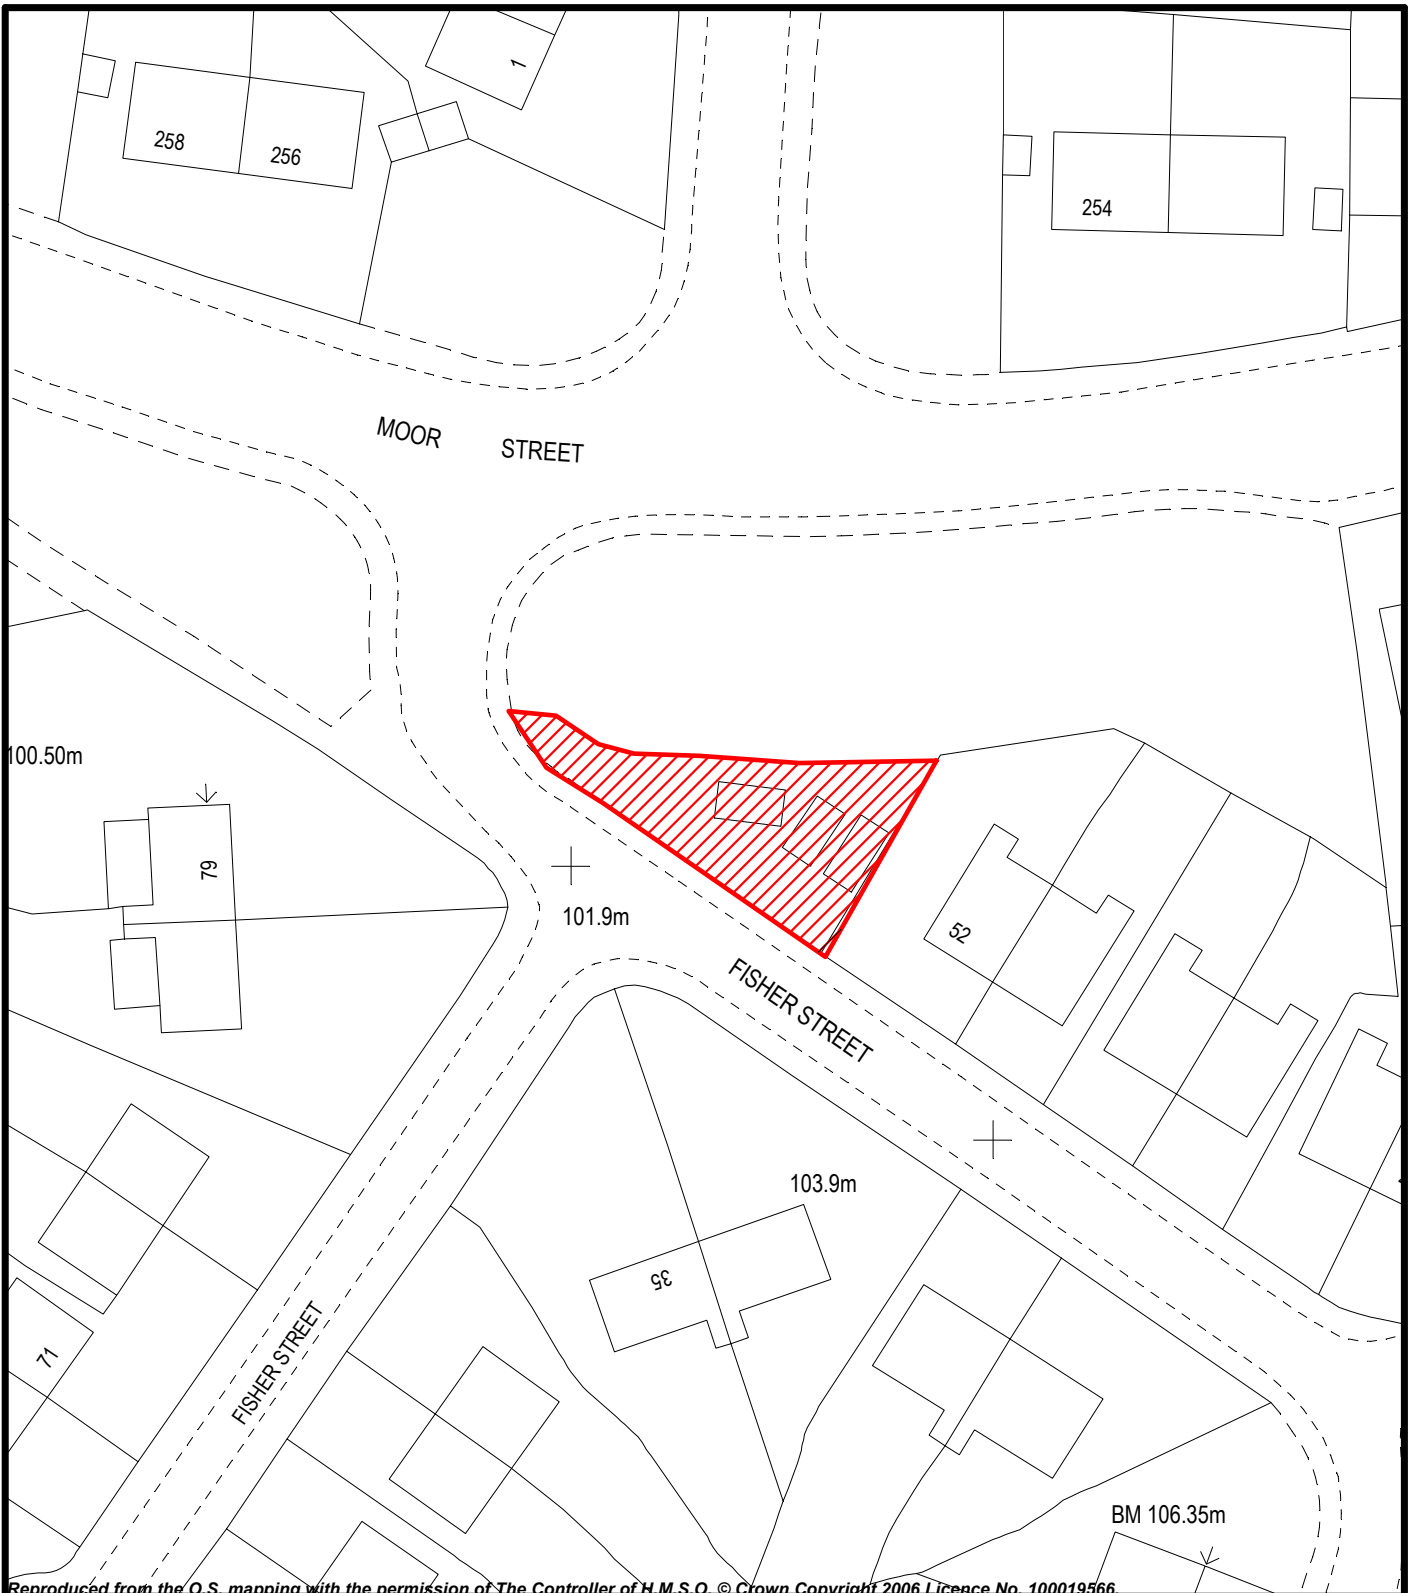 1
258
256
254
MOOR STREET
100.50m
79
101.9m
52
FISHER STREET
103.9m
35
FISHER STREET
71
BM 106.35m
Reproduced from the O.S. mapping with the permission of The Controller of H.M.S.O. © Crown Copyright 2006 Licence No. 100019566.